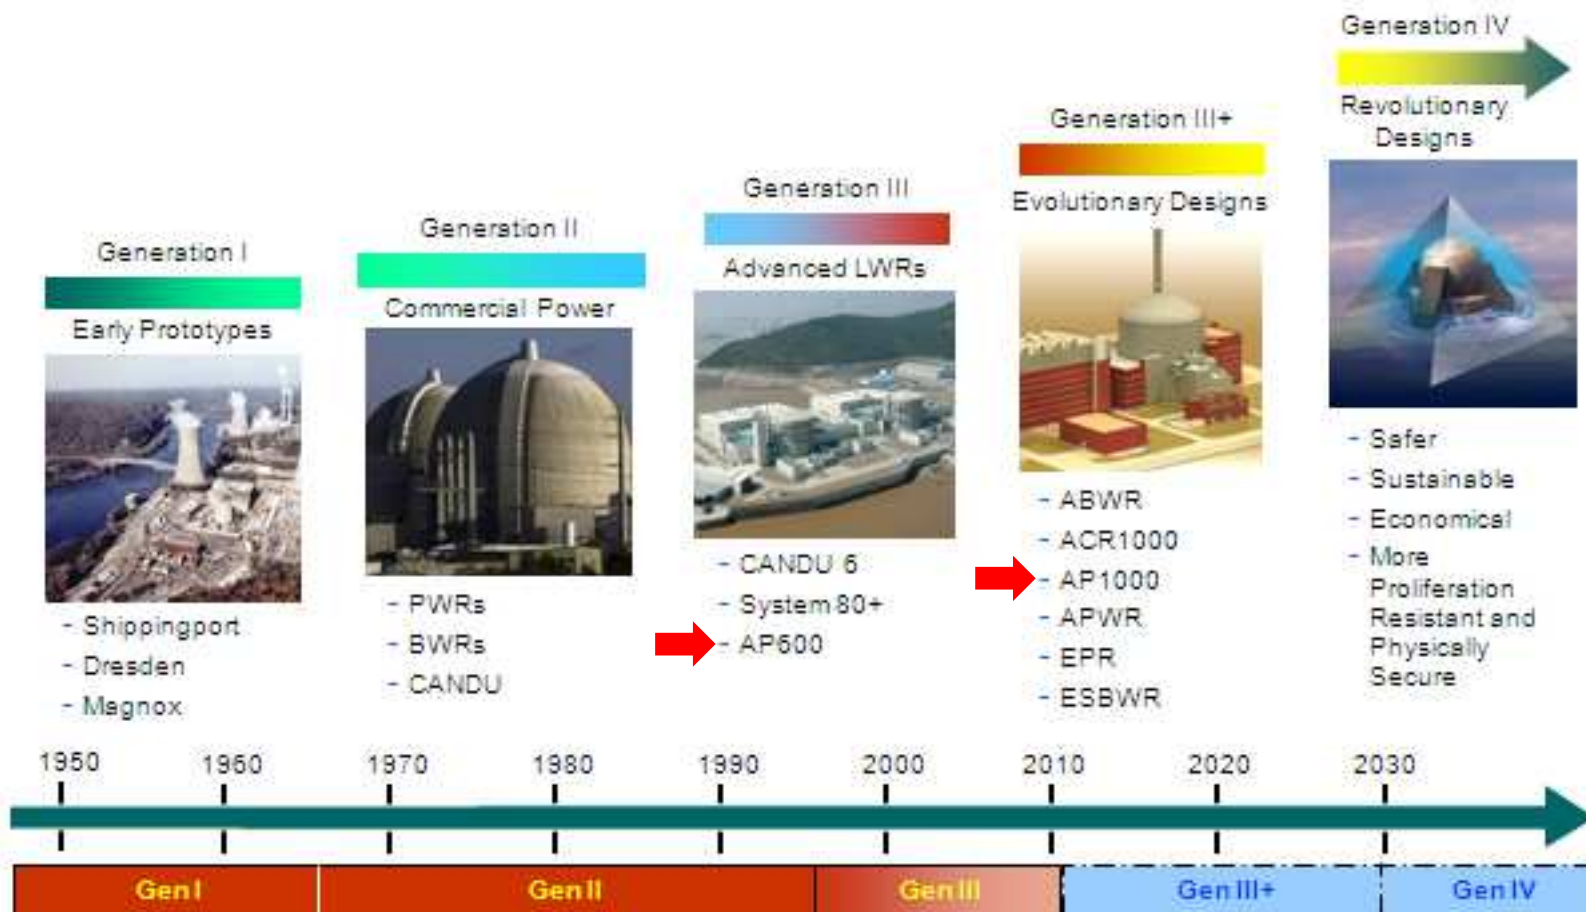 Generation I
Early Prototypes
- Shippingport
- Dresden
- Magnox
Generation II
Commercial Power
- PWRs
- BWRs
- CANDU
Generation III
Advanced LWRs
- CANDU 6
- System 80+
- AP600
Generation III+
Evolutionary Designs
- ABWR
- ACR1000
- AP1000
- APWR
- EPR
- ESBWR
Generation IV
Revolutionary
Designs
- Safer
- Sustainable
- Economical
- More
Proliferation
Resistant and
Physically
Secure
1950 1960 1970 1980 1990 2000 2010 2020 2030
Gen I Gen II Gen III Gen III+ Gen IV